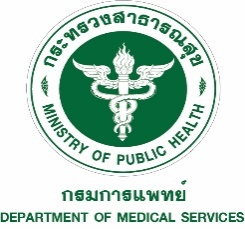 กระทรวงสาธารณสุข
MINISTRY OF PUBLIC HEALTH
กรมการแพทย์
DEPARTMENT OF MEDICAL SERVICES